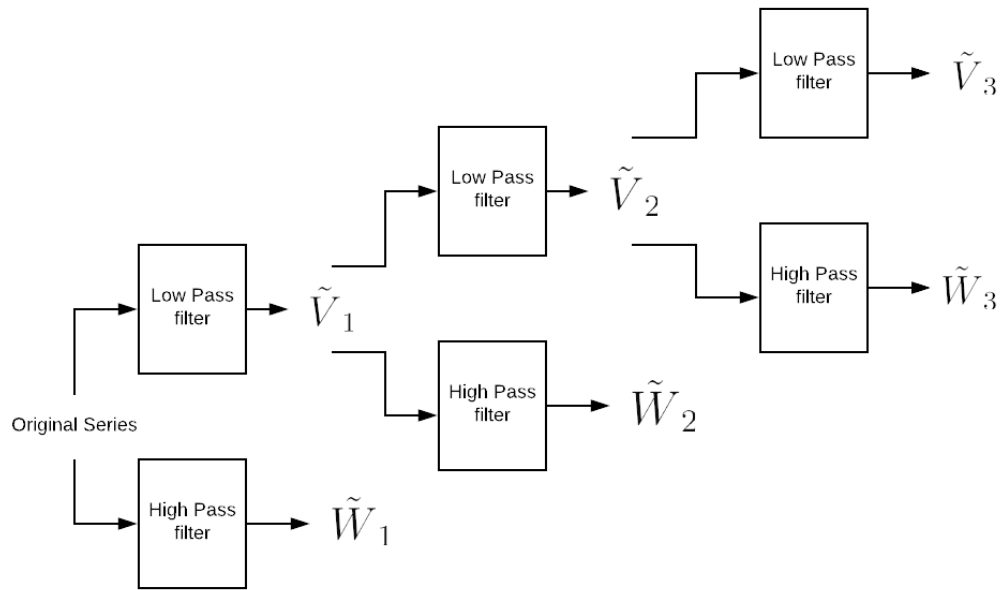 Low Pass
filter
Ṽ₃
Low Pass
filter
Ṽ₂
High Pass
filter
W̃₃
Low Pass
filter
Ṽ₁
High Pass
filter
W̃₂
Original Series
High Pass
filter
W̃₁